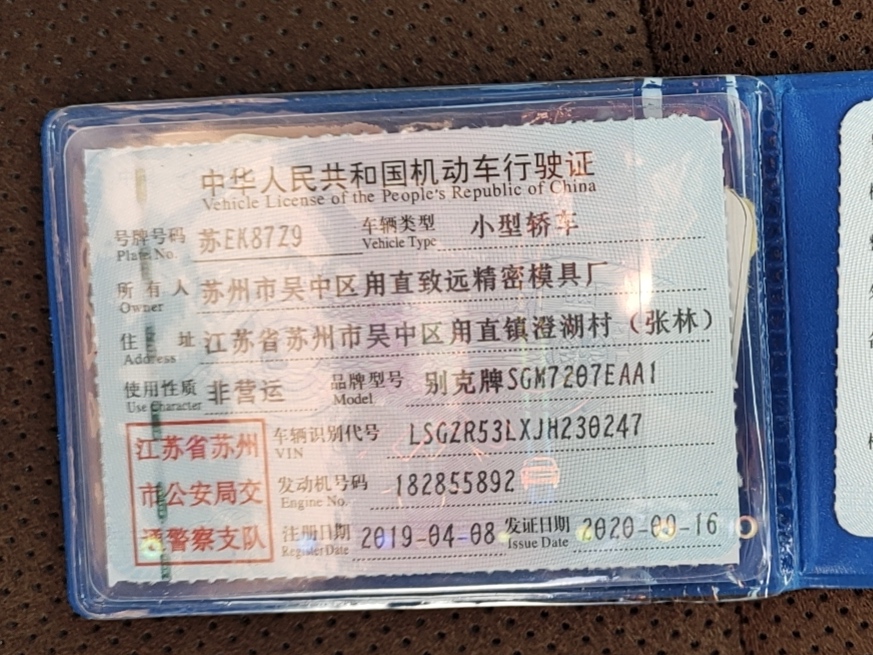 中华人民共和国机动车行驶证
Vehicle License of the People's Republic of China
号牌号码 苏EK87Z9 车辆类型 小型轿车
Plate No. Vehicle Type
所有人 苏州市吴中区甪直致远精密模具厂
Owner
住址 江苏省苏州市吴中区甪直镇澄湖村（张林）
Address
使用性质 非营运 品牌型号 别克牌SGM7207EAA1
Use Character Model
江苏省苏州 车辆识别代号 LSGZR53LXJH230247
VIN
市公安局交 发动机号码 182855892
Engine No.
通警察支队 注册日期 2019-04-08 发证日期
Register Date Issue Date